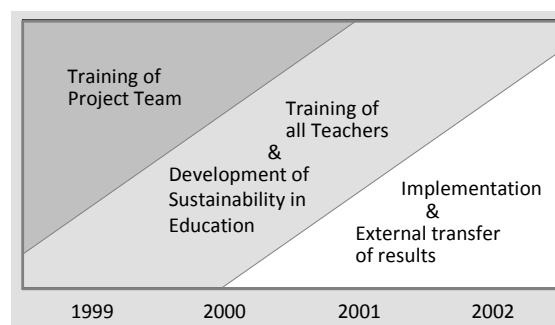 Training of
Project Team
Training of
all Teachers
&
Development of
Sustainability in
Education
Implementation
&
External transfer
of results
1999 2000 2001 2002